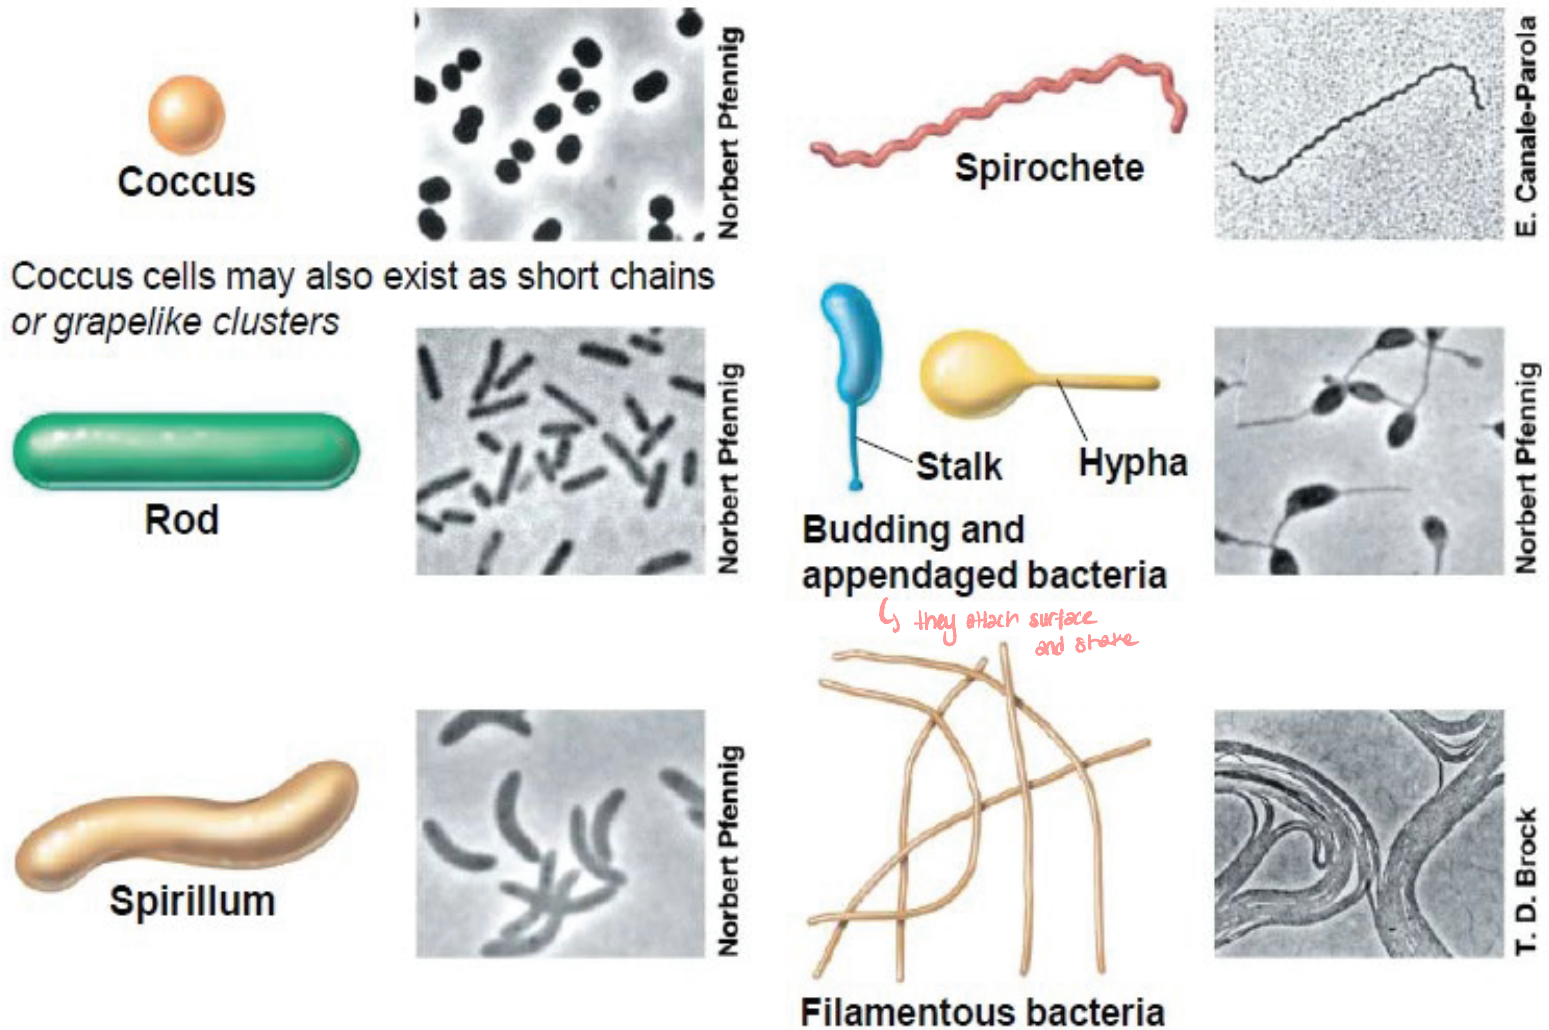 Coccus
Norbert Pfennig
Coccus cells may also exist as short chains
or grapelike clusters
Rod
Norbert Pfennig
Spirillum
Norbert Pfennig
Spirochete
E. Canale-Parola
Stalk
Hypha
Budding and
appendaged bacteria
Norbert Pfennig
they attach surface
and share
Filamentous bacteria
T. D. Brock